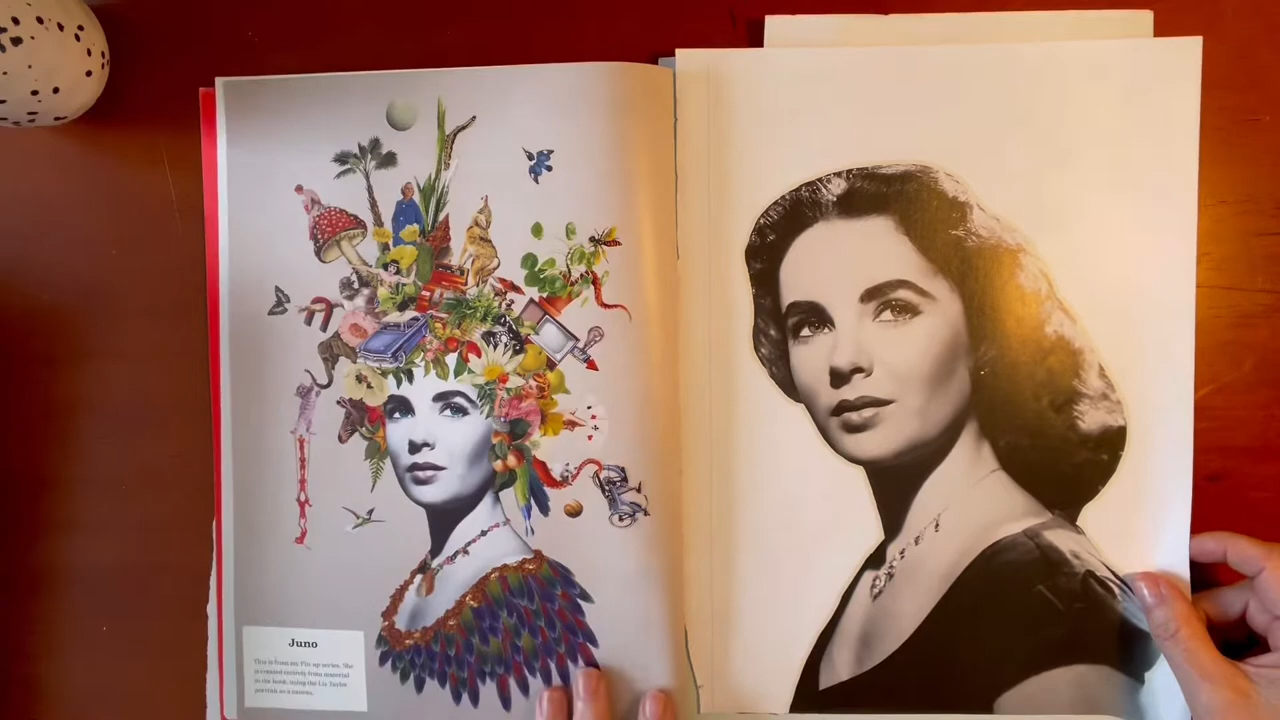 Juno
This is from my Pin-up series. She
is created entirely from material
in the book, using the Liz Taylor
portrait as a canvas.